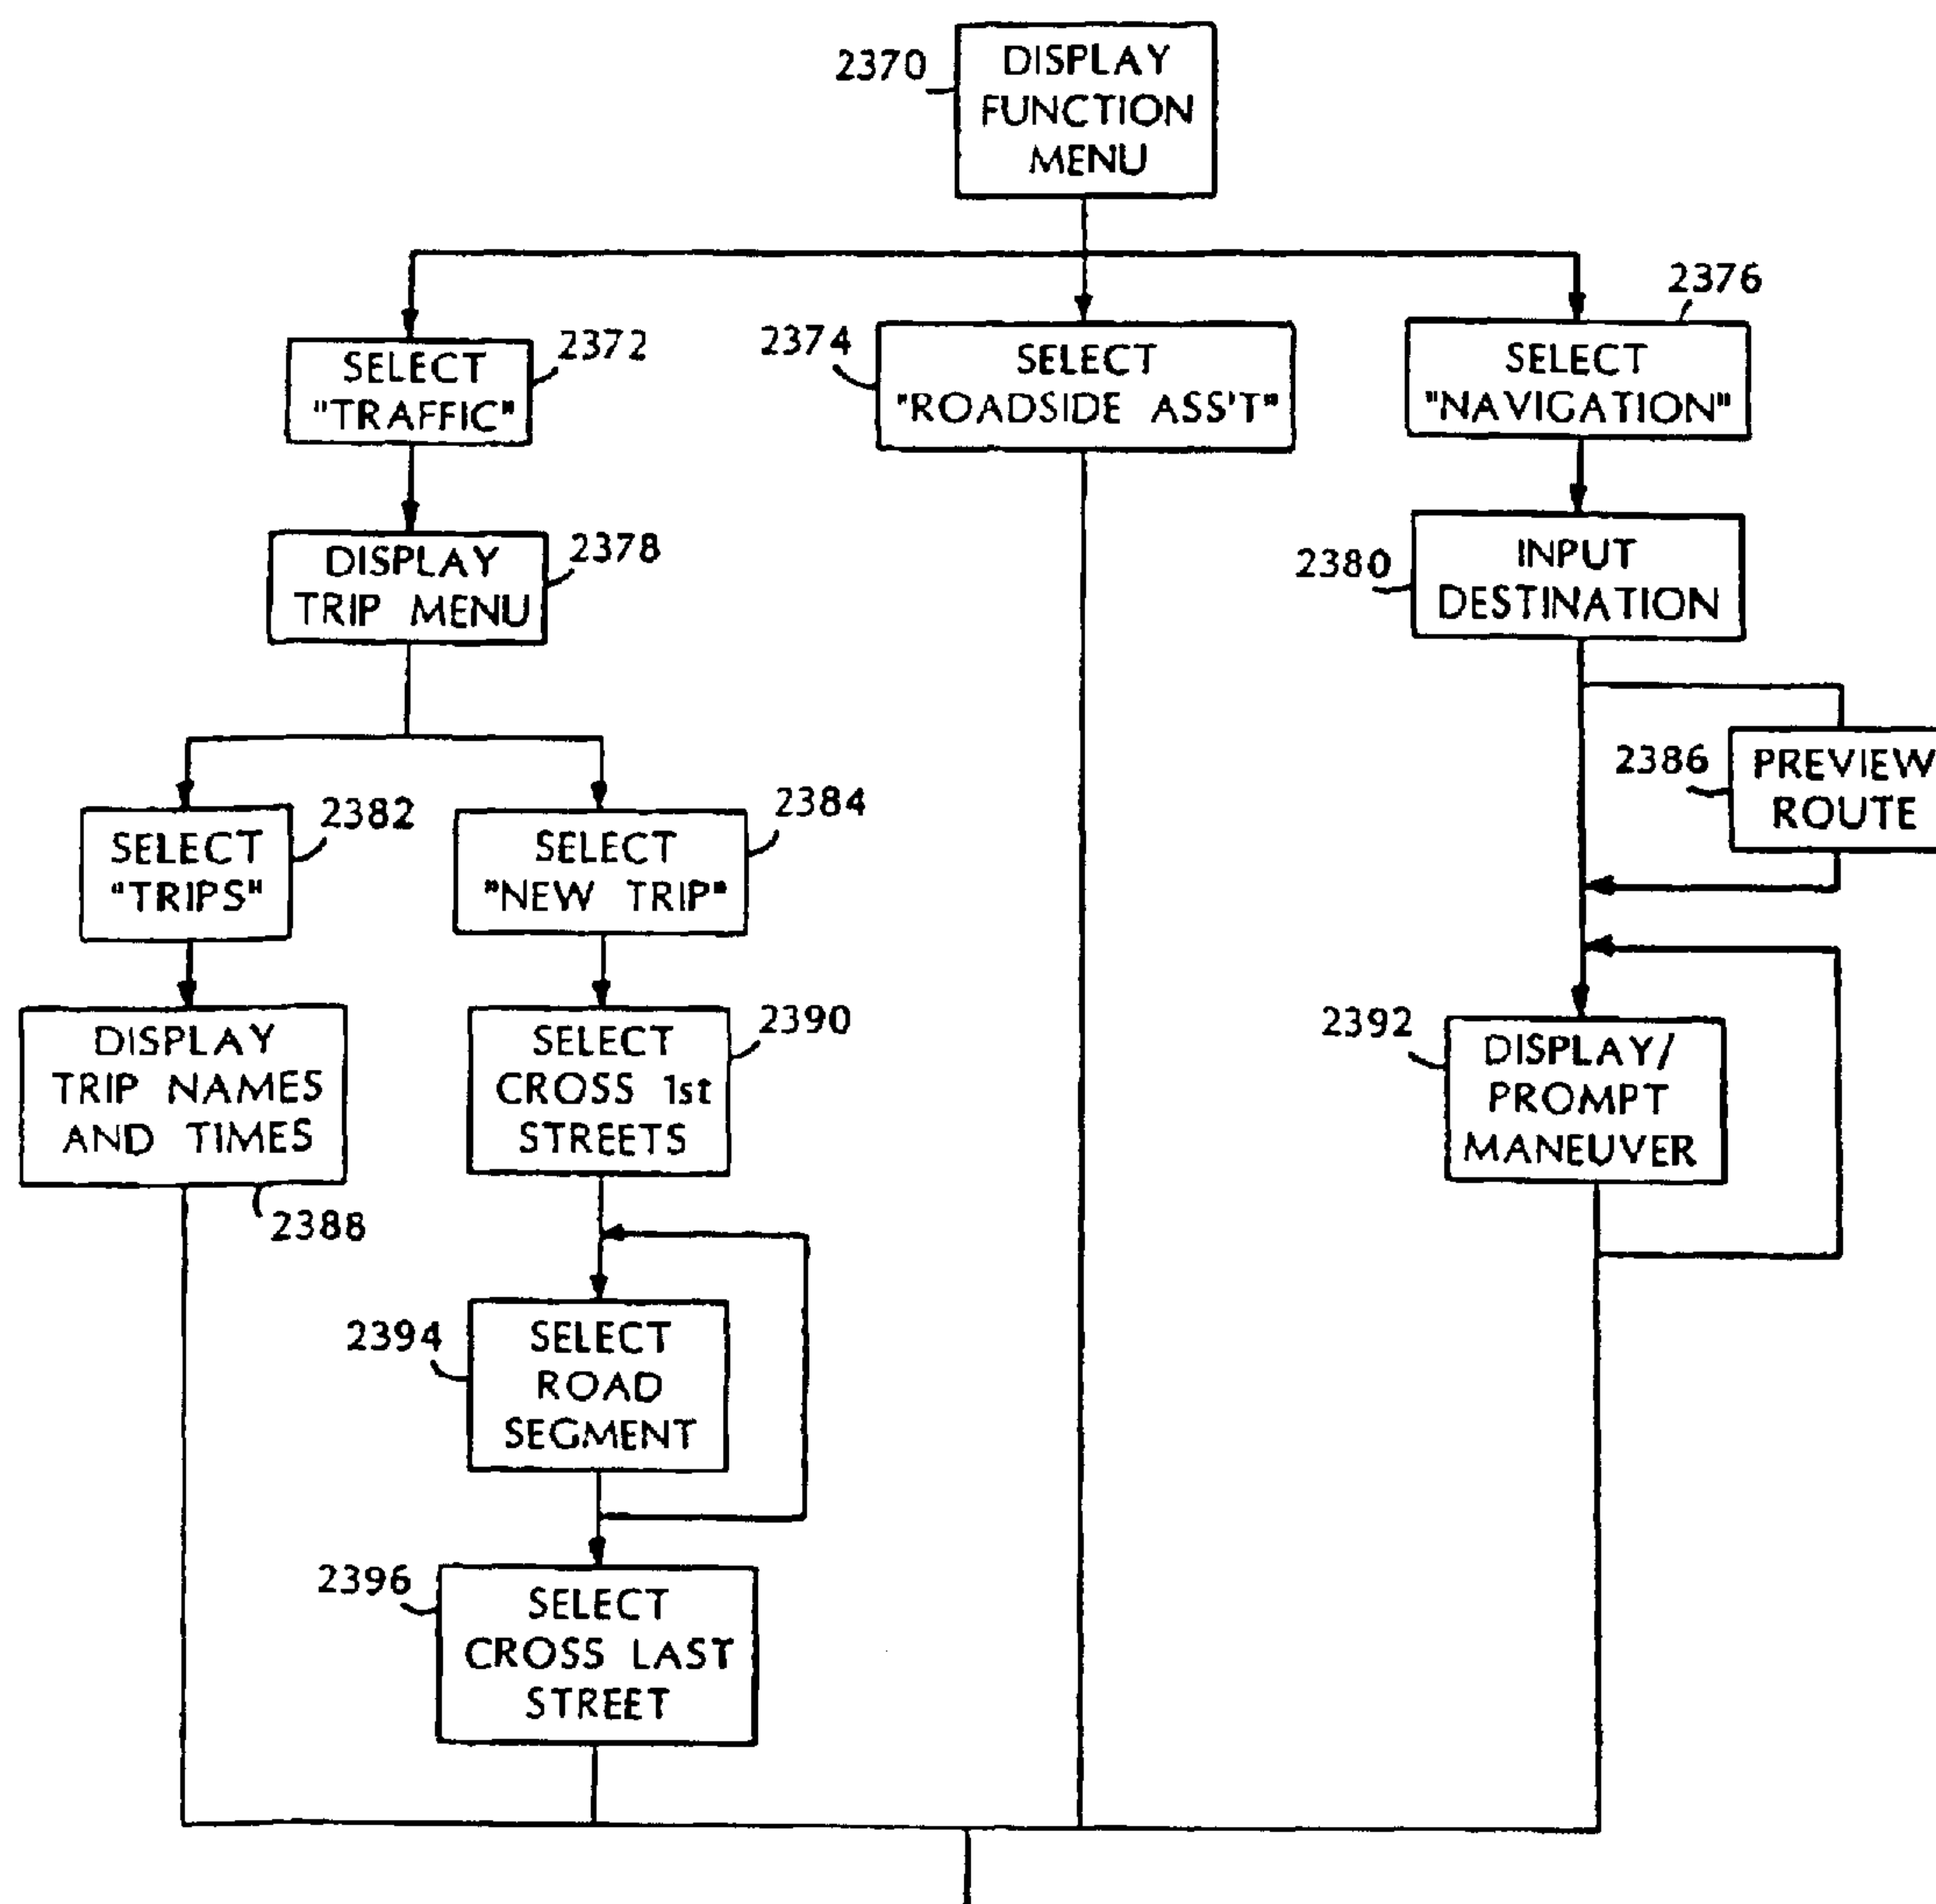 2370
DISPLAY
FUNCTION
MENU
2372
SELECT
"TRAFFIC"
2374
SELECT
"ROADSIDE ASS'T"
2376
SELECT
"NAVIGATION"
2378
DISPLAY
TRIP MENU
2380
INPUT
DESTINATION
2382
SELECT
"TRIPS"
2384
SELECT
"NEW TRIP"
2386
PREVIEW
ROUTE
2388
DISPLAY
TRIP NAMES
AND TIMES
2390
SELECT
CROSS 1st
STREETS
2392
DISPLAY/
PROMPT
MANEUVER
2394
SELECT
ROAD
SEGMENT
2396
SELECT
CROSS LAST
STREET